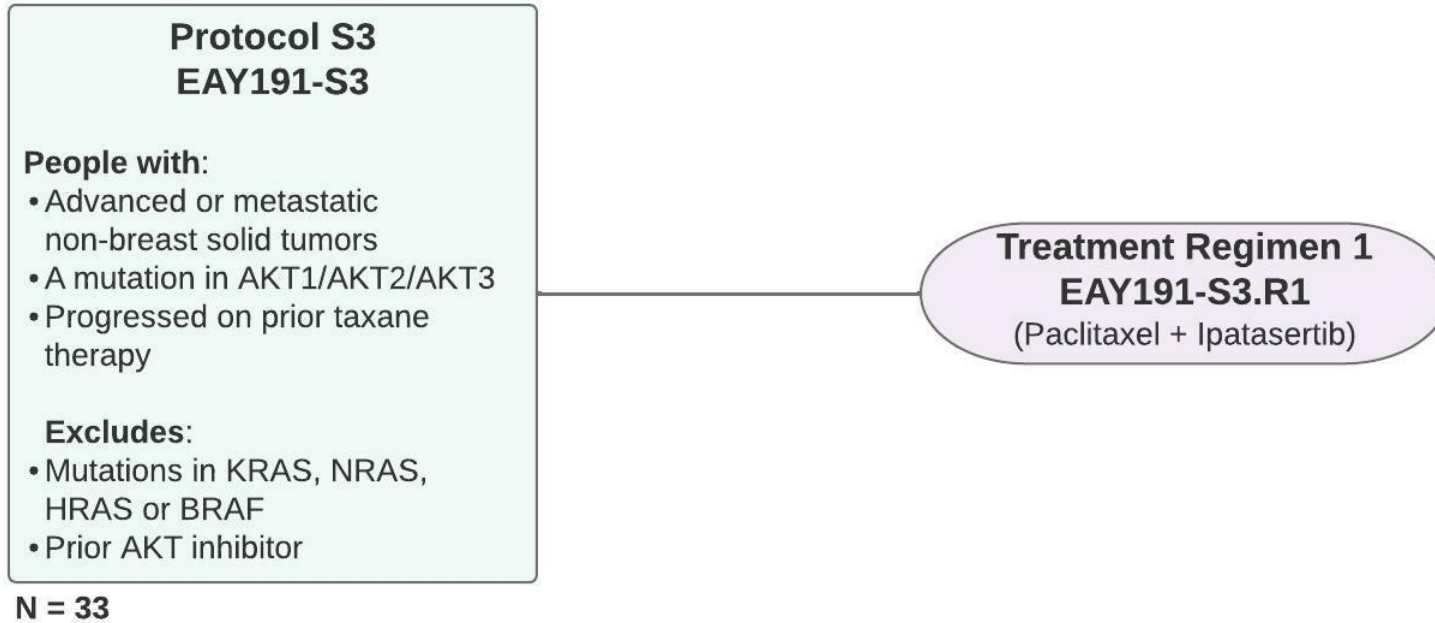 Protocol S3
EAY191-S3
People with:
• Advanced or metastatic
non-breast solid tumors
• A mutation in AKT1/AKT2/AKT3
• Progressed on prior taxane
therapy
Excludes:
• Mutations in KRAS, NRAS,
HRAS or BRAF
• Prior AKT inhibitor
N = 33
Treatment Regimen 1
EAY191-S3.R1
(Paclitaxel + Ipatasertib)